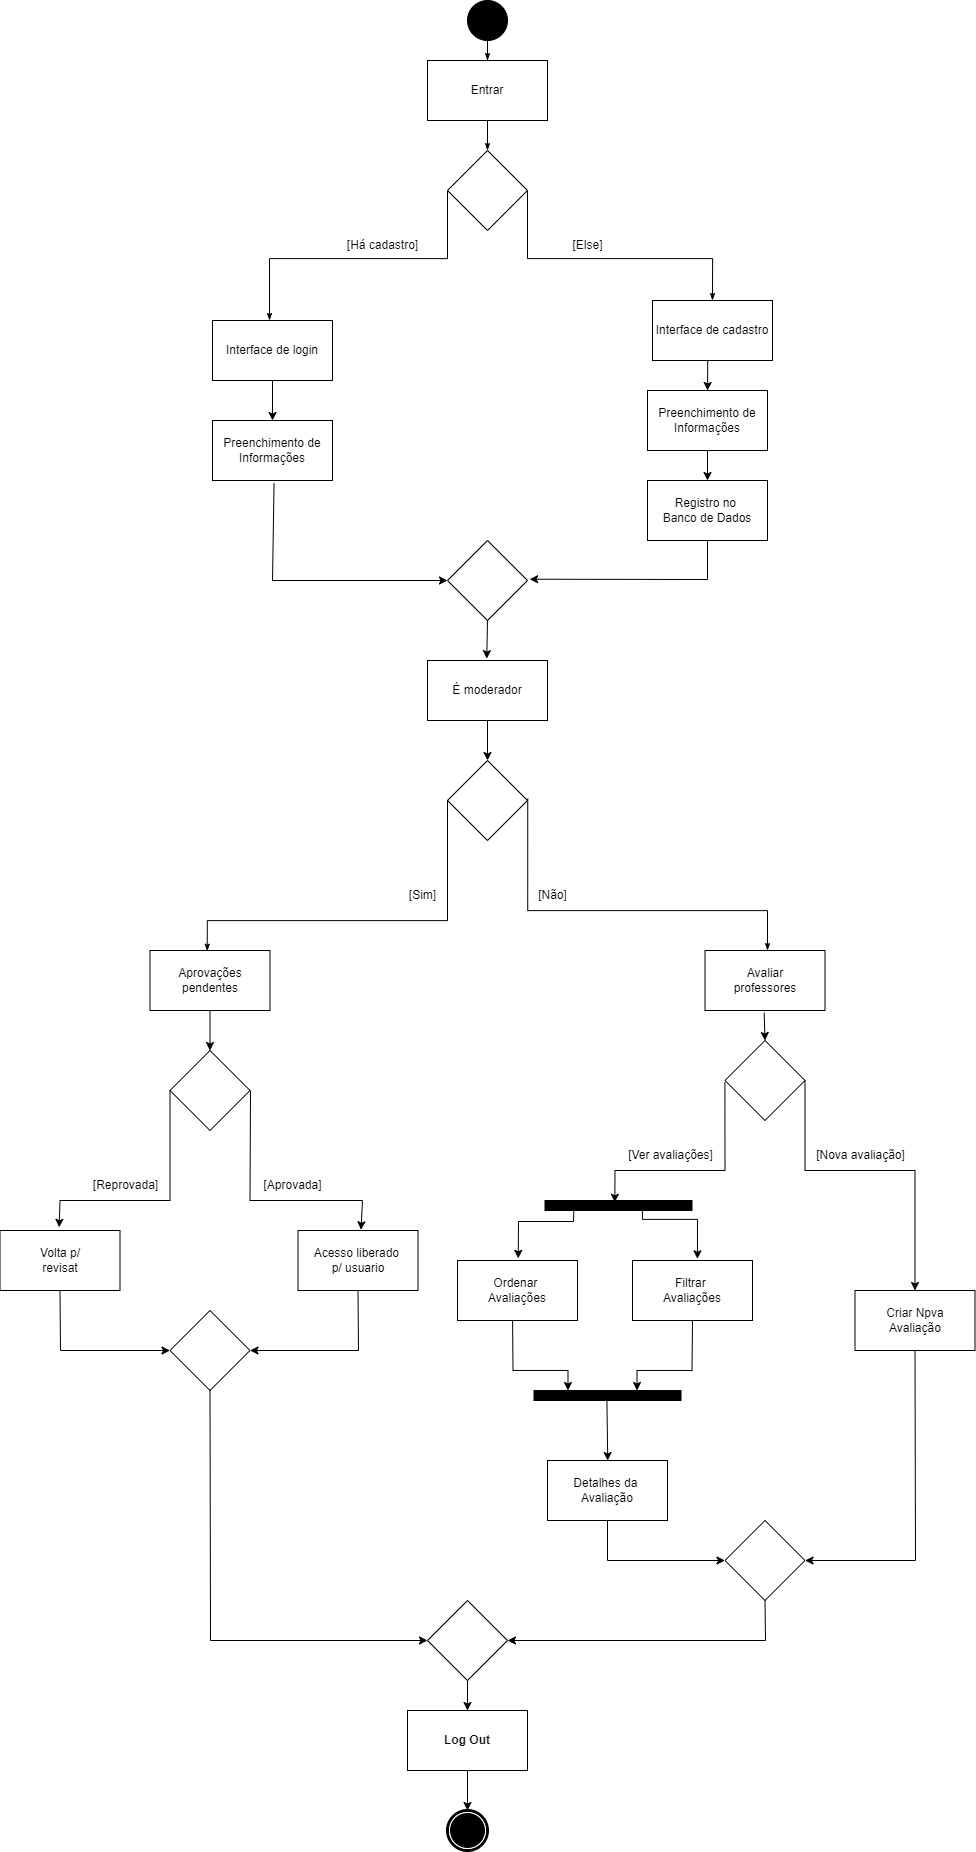 Entrar
[Há cadastro]
[Else]
Interface de login
Interface de cadastro
Preenchimento de
Informações
Preenchimento de
Informações
Registro no
Banco de Dados
É moderador
[Sim]
[Não]
Aprovações
pendentes
Avaliar
professores
[Reprovada]
[Aprovada]
[Ver avaliações]
[Nova avaliação]
Volta p/
revisat
Acesso liberado
p/ usuario
Ordenar
Avaliações
Filtrar
Avaliações
Criar Npva
Avaliação
Detalhes da
Avaliação
Log Out